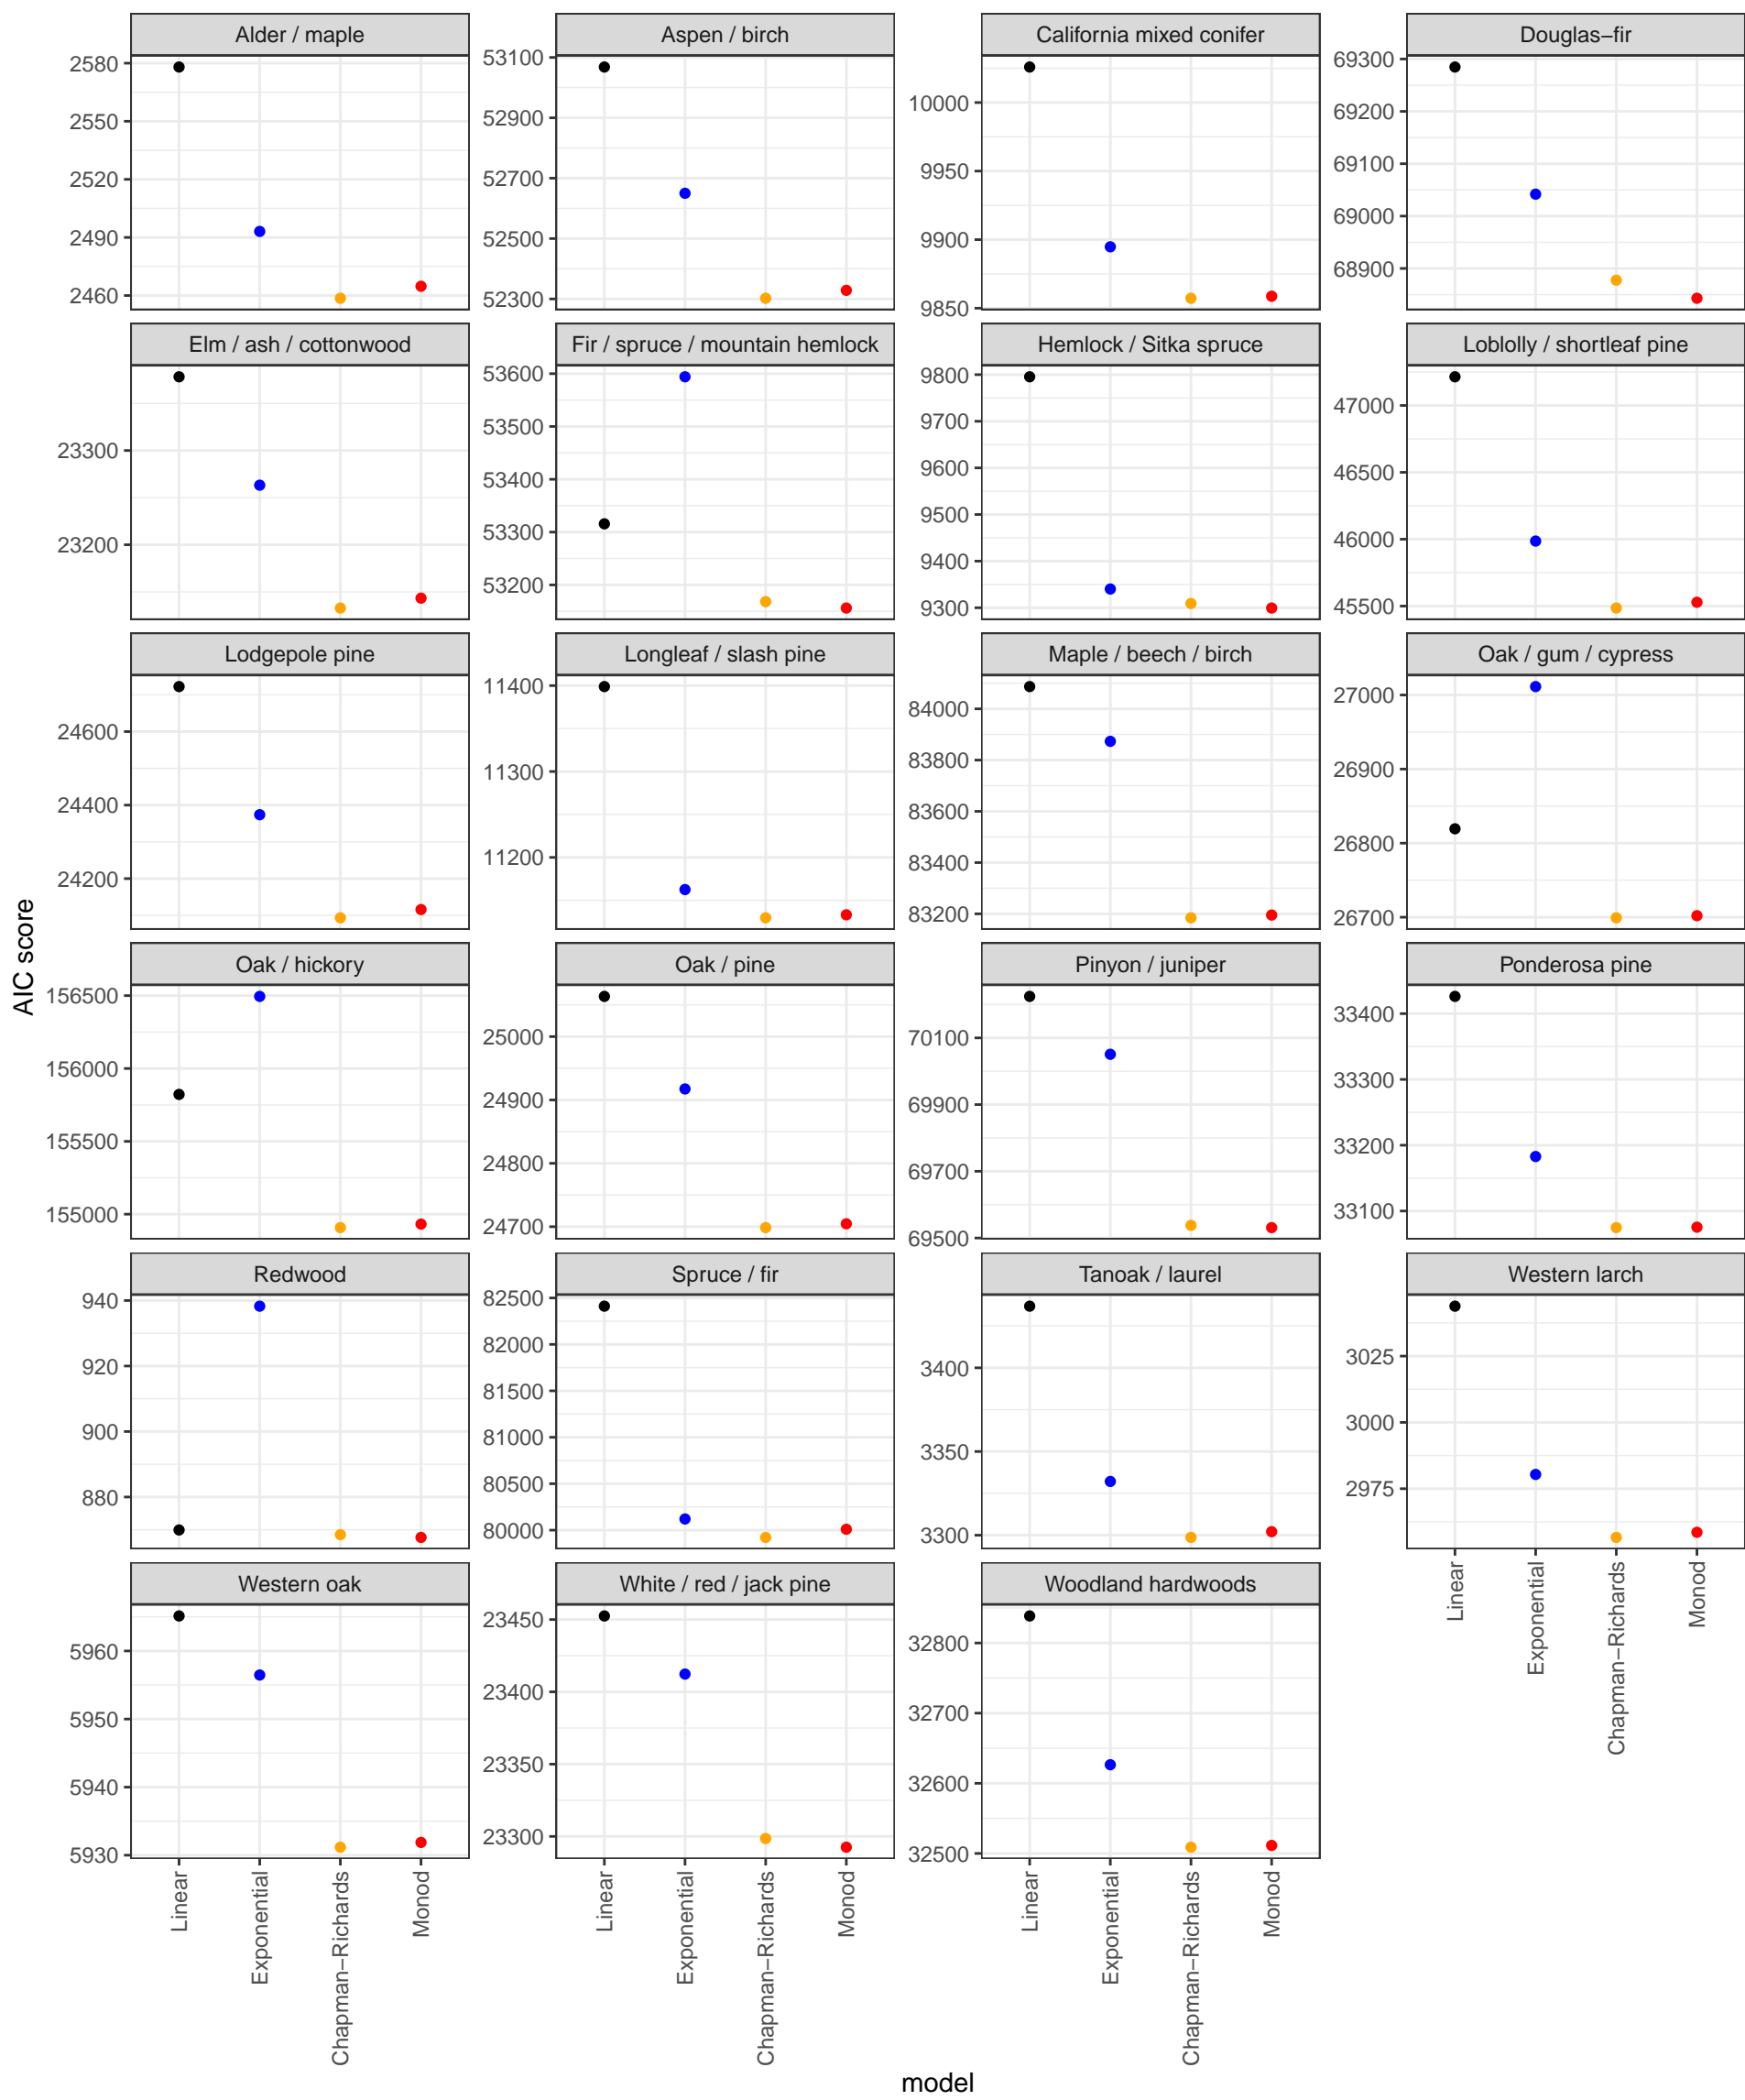 Alder / maple
Aspen / birch
California mixed conifer
Douglas−fir
2580
2550
2520
2490
2460
53100
52900
52700
52500
52300
10000
9950
9900
9850
69300
69200
69100
69000
68900
Elm / ash / cottonwood
Fir / spruce / mountain hemlock
Hemlock / Sitka spruce
Loblolly / shortleaf pine
23300
23200
53600
53500
53400
53300
53200
9800
9700
9600
9500
9400
9300
47000
46500
46000
45500
Lodgepole pine
Longleaf / slash pine
Maple / beech / birch
Oak / gum / cypress
24600
24400
24200
11400
11300
11200
84000
83800
83600
83400
83200
27000
26900
26800
26700
AIC score
Oak / hickory
Oak / pine
Pinyon / juniper
Ponderosa pine
156500
156000
155500
155000
25000
24900
24800
24700
70100
69900
69700
69500
33400
33300
33200
33100
Redwood
Spruce / fir
Tanoak / laurel
Western larch
940
920
900
880
82500
82000
81500
81000
80500
80000
3400
3350
3300
3025
3000
2975
Linear
Exponential
Chapman−Richards
Monod
Western oak
White / red / jack pine
Woodland hardwoods
5960
5950
5940
5930
23450
23400
23350
23300
32800
32700
32600
32500
Linear
Exponential
Chapman−Richards
Monod
Linear
Exponential
Chapman−Richards
Monod
Linear
Exponential
Chapman−Richards
Monod
model